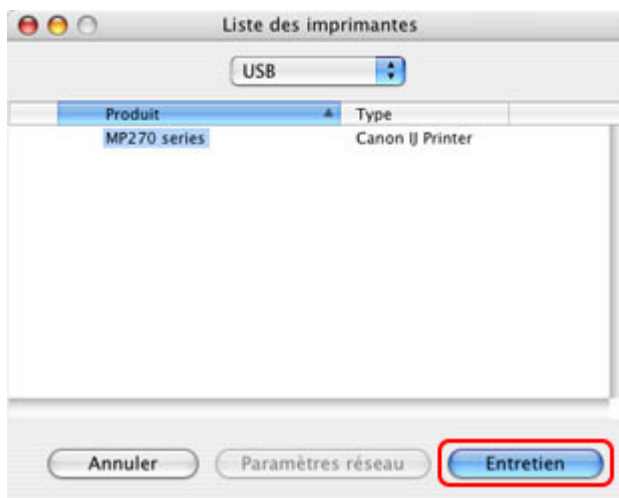 Liste des imprimantes
USB
Produit Type
MP270 series Canon IJ Printer
Annuler Paramètres réseau Entretien